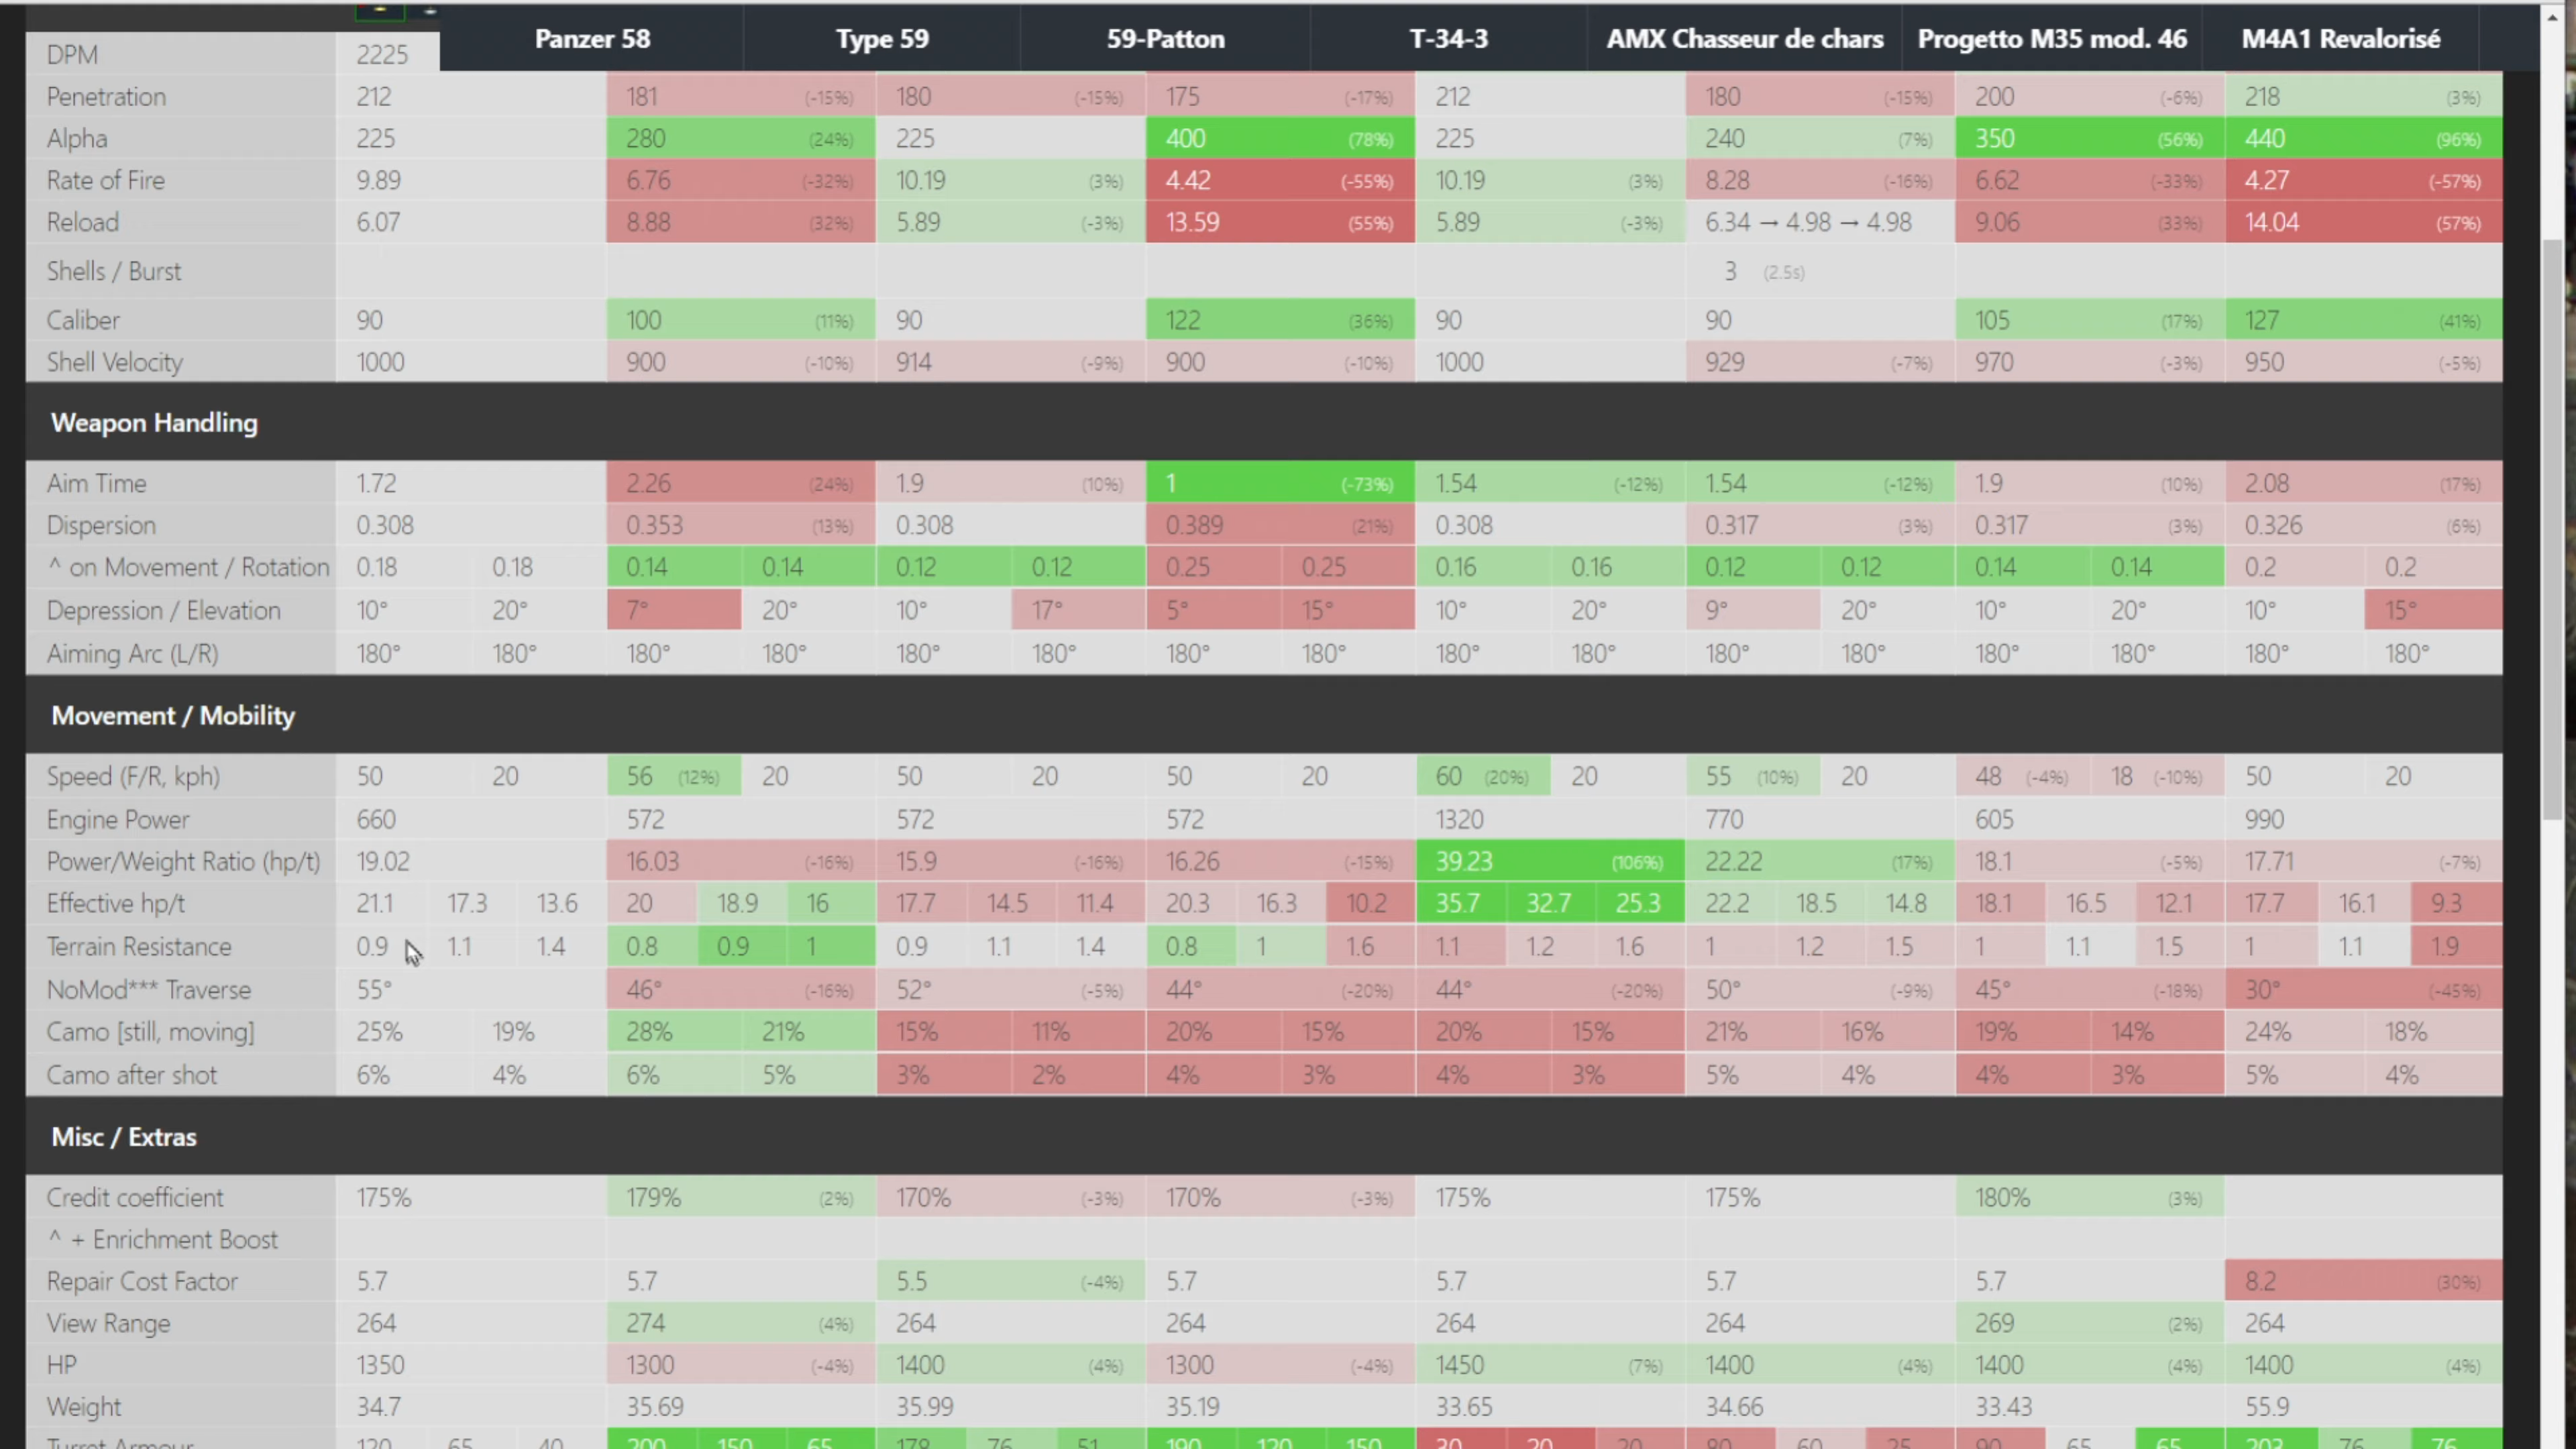 Panzer 58 Type 59 59-Patton T-34-3 AMX Chasseur de chars Progetto M35 mod. 46 M4A1 Revalorisé
DPM 2225
Penetration 212 181 (-15%) 180 (-15%) 175 (-17%) 212 180 (-15%) 200 (-6%) 218 (3%)
Alpha 225 280 (24%) 225 400 (78%) 225 240 (7%) 350 (56%) 440 (96%)
Rate of Fire 9.89 6.76 (-32%) 10.19 (3%) 4.42 (-55%) 10.19 (3%) 8.28 (-16%) 6.62 (-33%) 4.27 (-57%)
Reload 6.07 8.88 (32%) 5.89 (-3%) 13.59 (55%) 5.89 (-3%) 6.34 → 4.98 → 4.98 9.06 (33%) 14.04 (57%)
Shells / Burst 3 (2.5s)
Caliber 90 100 (11%) 90 122 (36%) 90 90 105 (17%) 127 (41%)
Shell Velocity 1000 900 (-10%) 914 (-9%) 900 (-10%) 1000 929 (-7%) 970 (-3%) 950 (-5%)
Weapon Handling
Aim Time 1.72 2.26 (24%) 1.9 (10%) 1 (-73%) 1.54 (-12%) 1.54 (-12%) 1.9 (10%) 2.08 (17%)
Dispersion 0.308 0.353 (13%) 0.308 0.389 (21%) 0.308 0.317 (3%) 0.317 (3%) 0.326 (6%)
^ on Movement / Rotation 0.18 0.18 0.14 0.14 0.12 0.12 0.25 0.25 0.16 0.16 0.12 0.12 0.14 0.14 0.2 0.2
Depression / Elevation 10° 20° 7° 20° 10° 17° 5° 15° 10° 20° 9° 20° 10° 20° 10° 15°
Aiming Arc (L/R) 180° 180° 180° 180° 180° 180° 180° 180° 180° 180° 180° 180° 180° 180° 180° 180°
Movement / Mobility
Speed (F/R, kph) 50 20 56 (12%) 20 50 20 50 20 60 (20%) 20 55 (10%) 20 48 (-4%) 18 (-10%) 50 20
Engine Power 660 572 572 572 1320 770 605 990
Power/Weight Ratio (hp/t) 19.02 16.03 (-16%) 15.9 (-16%) 16.26 (-15%) 39.23 (106%) 22.22 (17%) 18.1 (-5%) 17.71 (-7%)
Effective hp/t 21.1 17.3 13.6 20 18.9 16 17.7 14.5 11.4 20.3 16.3 10.2 35.7 32.7 25.3 22.2 18.5 14.8 18.1 16.5 12.1 17.7 16.1 9.3
Terrain Resistance 0.9 1.1 1.4 0.8 0.9 1 0.9 1.1 1.4 0.8 1 1.6 1.1 1.2 1.6 1 1.2 1.5 1 1.1 1.5 1 1.1 1.9
NoMod*** Traverse 55° 46° (-16%) 52° (-5%) 44° (-20%) 44° (-20%) 50° (-9%) 45° (-18%) 30° (-45%)
Camo [still, moving] 25% 19% 28% 21% 15% 11% 20% 15% 20% 15% 21% 16% 19% 14% 24% 18%
Camo after shot 6% 4% 6% 5% 3% 2% 4% 3% 4% 3% 5% 4% 4% 3% 5% 4%
Misc / Extras
Credit coefficient 175% 179% (2%) 170% (-3%) 170% (-3%) 175% 175% 180% (3%)
^ + Enrichment Boost
Repair Cost Factor 5.7 5.7 5.5 (-4%) 5.7 5.7 5.7 5.7 8.2 (30%)
View Range 264 274 (4%) 264 264 264 264 269 (2%) 264
HP 1350 1300 (-4%) 1400 (4%) 1300 (-4%) 1450 (7%) 1400 (4%) 1400 (4%) 1400 (4%)
Weight 34.7 35.69 35.99 35.19 33.65 34.66 33.43 55.9
Turret Armour 120 65 40 200 150 65 178 76 51 190 120 150 30 20 20 80 60 25 90 65 65 203 76 76